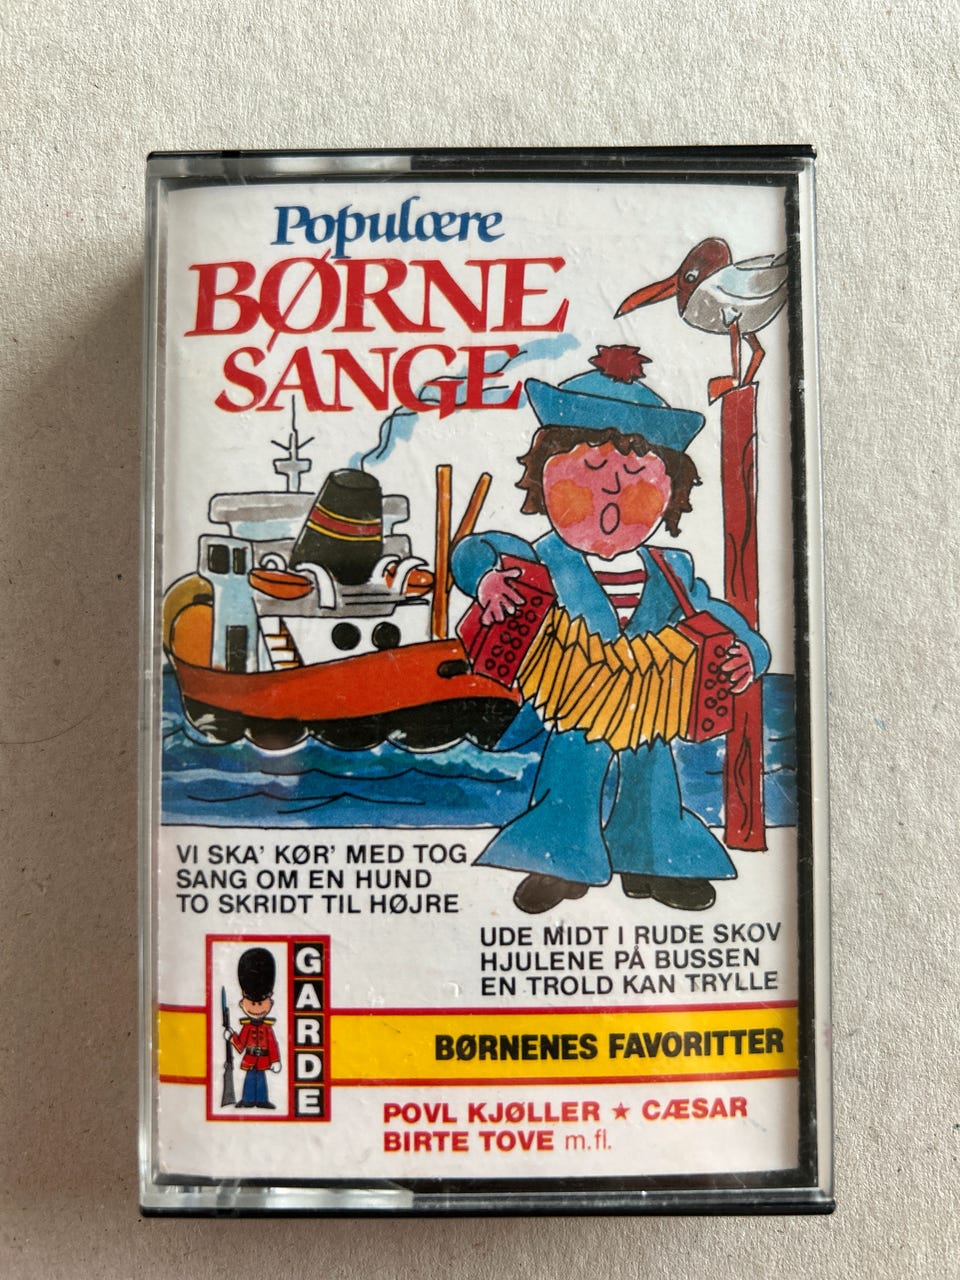 Populære
BØRNE
SANGE
VI SKA' KØR' MED TOG
SANG OM EN HUND
TO SKRIDT TIL HØJRE
UDE MIDT I RUDE SKOV
HJULENE PÅ BUSSEN
EN TROLD KAN TRYLLE
GARDE
BØRNENES FAVORITTER
POVL KJØLLER ★ CÆSAR
BIRTE TOVE m.fl.